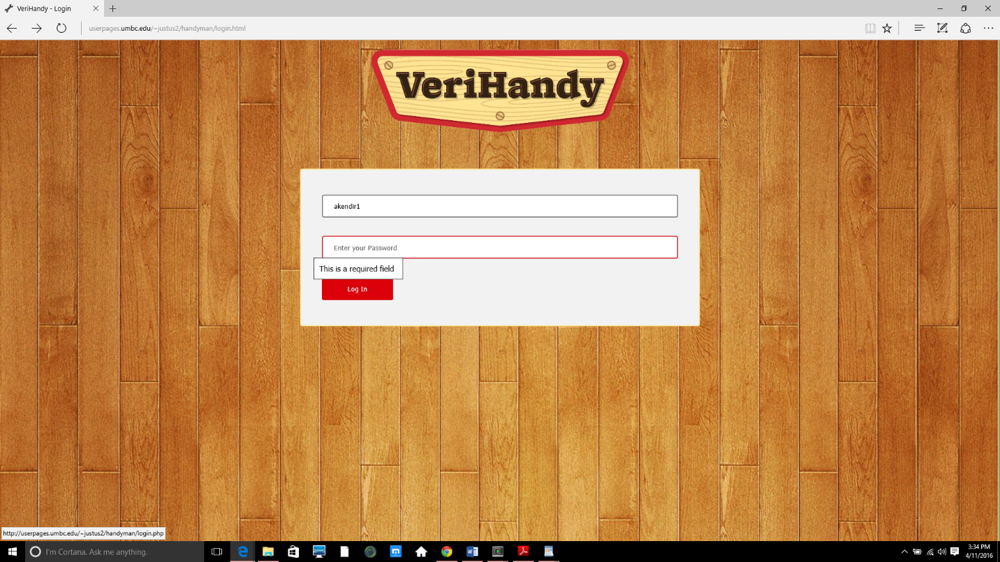 VeriHandy - Login
userpages.umbc.edu/~justus2/handyman/login.html
VeriHandy
akendir1
Enter your Password
This is a required field
Log In
http://userpages.umbc.edu/~justus2/handyman/login.php
I'm Cortana. Ask me anything.
3:34 PM
4/11/2016